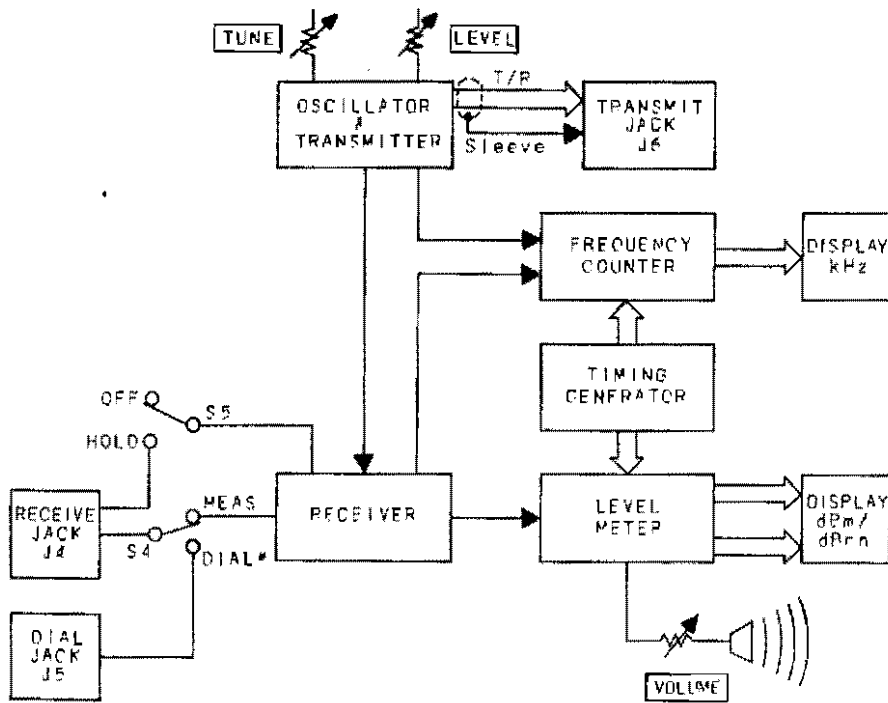 TUNE
LEVEL
OSCILLATOR
&
TRANSMITTER
T/R
Sleeve
TRANSMIT
JACK
J6
FREQUENCY
COUNTER
DISPLAY
kHz
TIMING
GENERATOR
OFF
S5
HOLD
RECEIVE
JACK
J4
S4
MEAS
DIAL*
RECEIVER
LEVEL
METER
DISPLAY
dBm/
dBrn
DIAL
JACK
J5
VOLUME